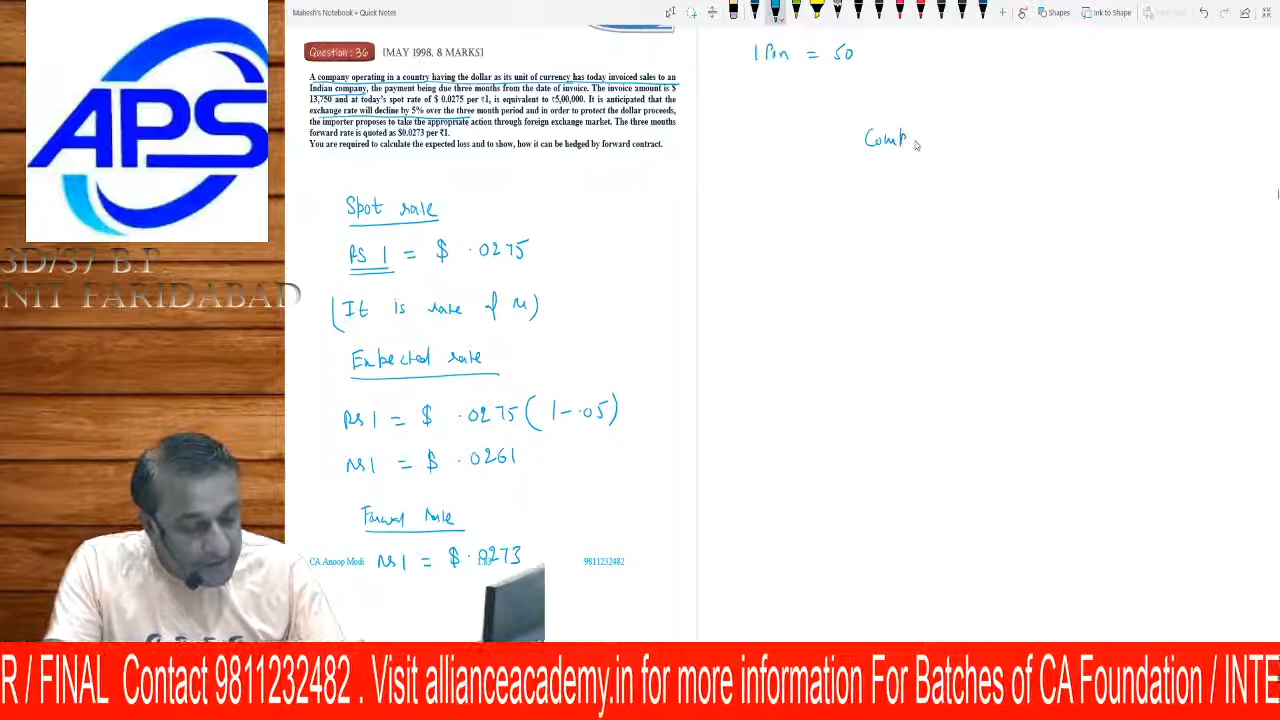 Mahesh's Notebook + Quick Notes
Shapes
Ink to Shape
APS
3D/37 B.P.
NIT FARIDABAD
Question : 36 [MAY 1998, 8 MARKS]
A company operating in a country having the dollar as its unit of currency has today invoiced sales to an
Indian company, the payment being due three months from the date of invoice. The invoice amount is $
13,750 and at today's spot rate of $ 0.0275 per ₹1, is equivalent to ₹5,00,000. It is anticipated that the
exchange rate will decline by 5% over the three month period and in order to protect the dollar proceeds,
the importer proposes to take the appropriate action through foreign exchange market. The three months
forward rate is quoted as $0.0273 per ₹1.
You are required to calculate the expected loss and to show, how it can be hedged by forward contract.
Spot rate
RS 1 = $ .0275
(It is rate of
Expected rate
RS 1 = $ .0275 (1 - .05)
RS 1 = $ .0261
Forward rate
RS 1 = $ .0273
CA.Anoop Modi
9811232482
1 Pen = 50
Comp
R / FINAL Contact 9811232482 . Visit allianceacademy.in for more information For Batches of CA Foundation / INTE